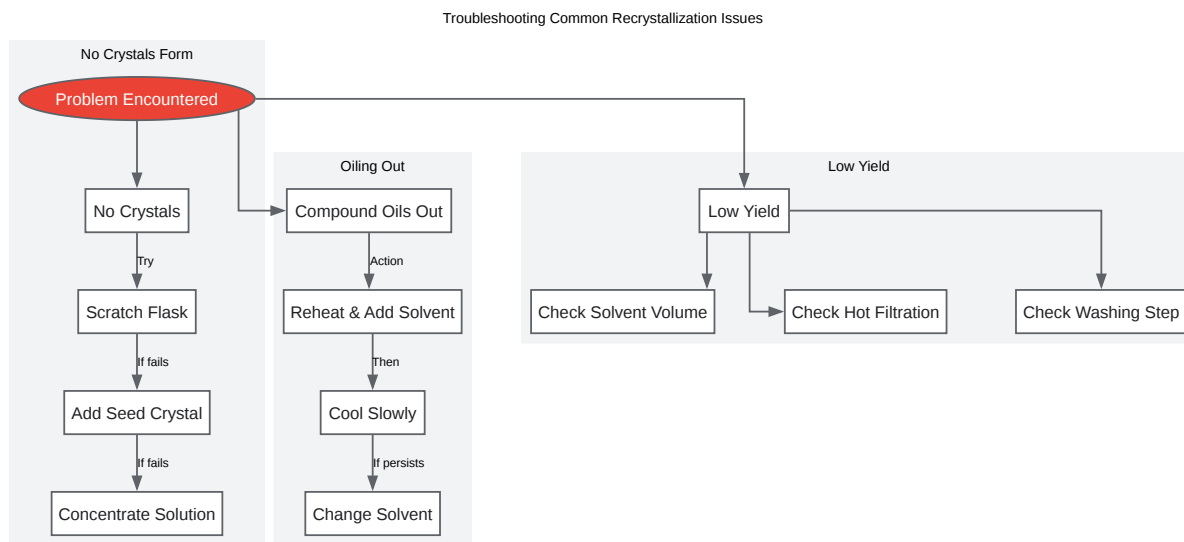 Troubleshooting Common Recrystallization Issues
No Crystals Form
Problem Encountered
No Crystals
Try
Scratch Flask
If fails
Add Seed Crystal
If fails
Concentrate Solution
Oiling Out
Compound Oils Out
Action
Reheat & Add Solvent
Then
Cool Slowly
If persists
Change Solvent
Low Yield
Low Yield
Check Solvent Volume
Check Hot Filtration
Check Washing Step